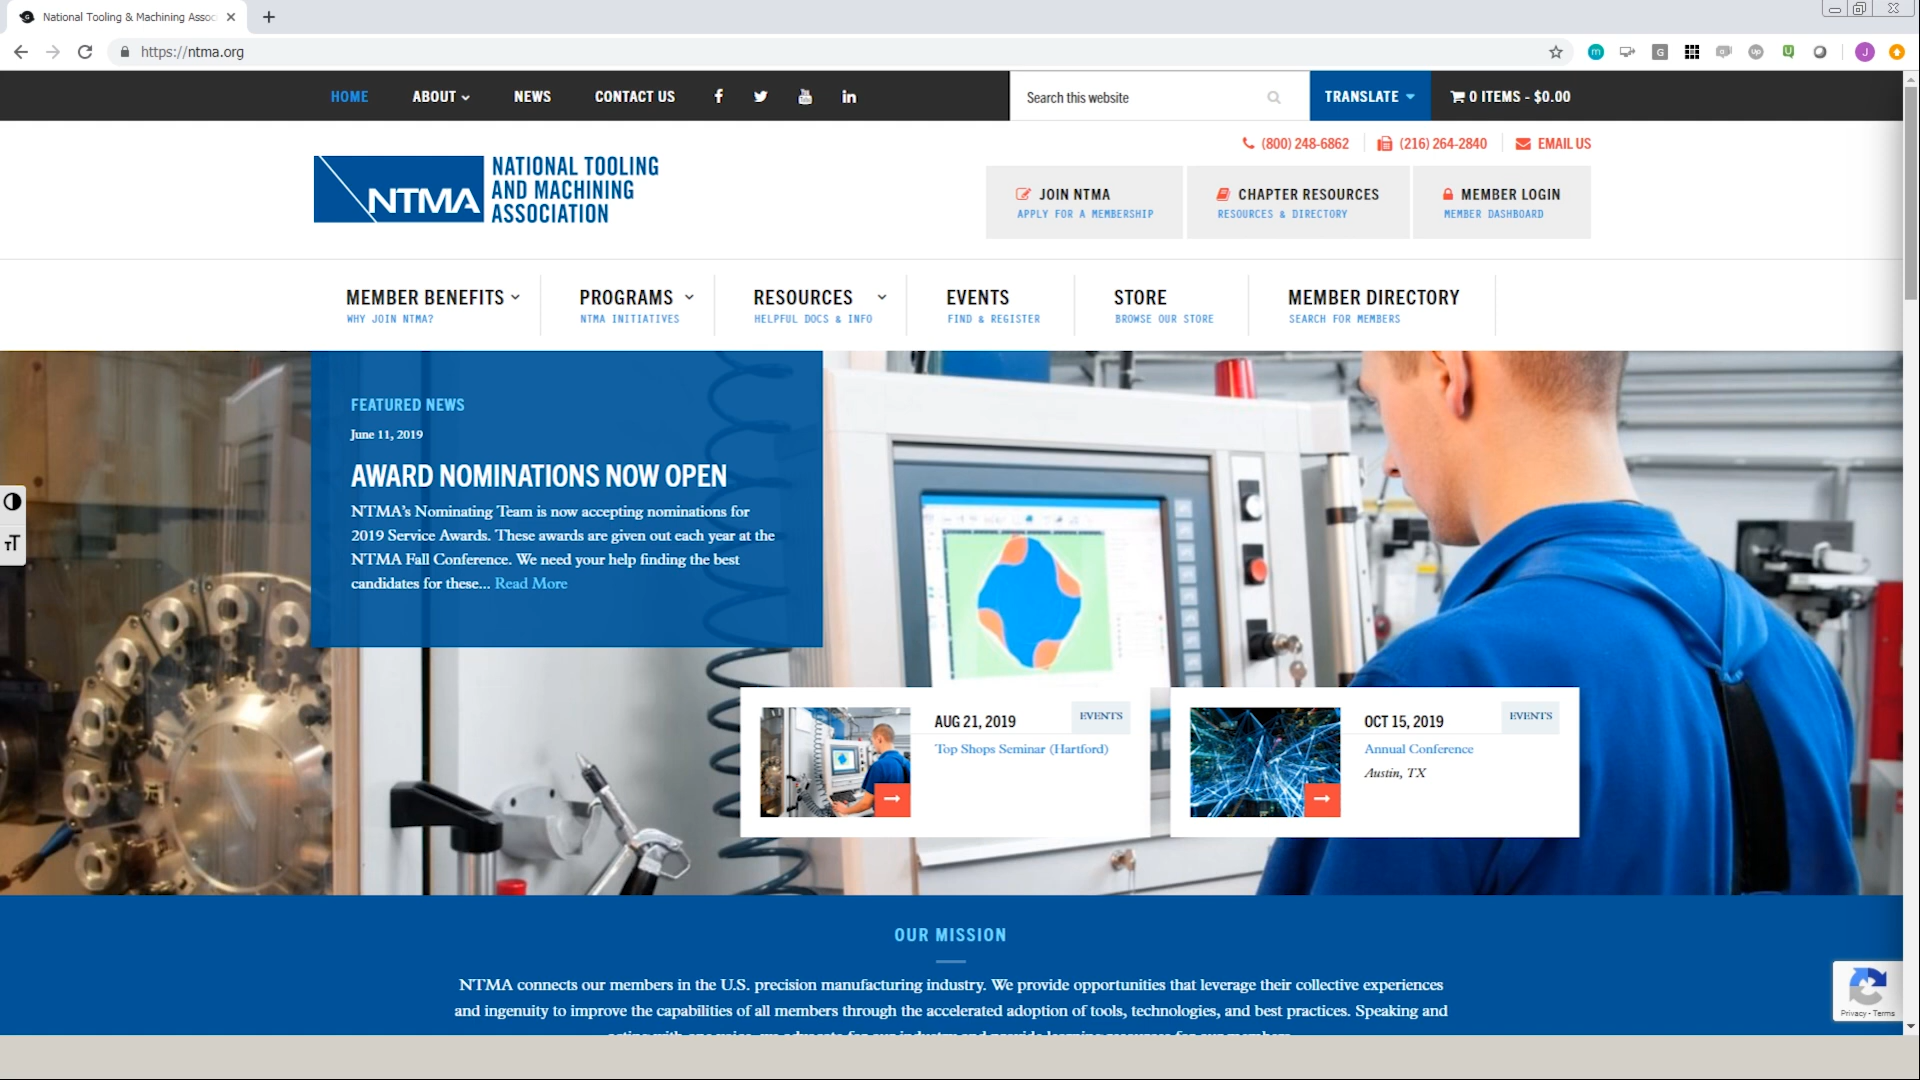 National Tooling & Machining Assoc
https://ntma.org
HOME
ABOUT
NEWS
CONTACT US
Search this website
TRANSLATE
0 ITEMS - $0.00
(800) 248-6862
(216) 264-2840
EMAIL US
NTMA
NATIONAL TOOLING
AND MACHINING
ASSOCIATION
JOIN NTMA
APPLY FOR A MEMBERSHIP
CHAPTER RESOURCES
RESOURCES & DIRECTORY
MEMBER LOGIN
MEMBER DASHBOARD
MEMBER BENEFITS
WHY JOIN NTMA?
PROGRAMS
NTMA INITIATIVES
RESOURCES
HELPFUL DOCS & INFO
EVENTS
FIND & REGISTER
STORE
BROWSE OUR STORE
MEMBER DIRECTORY
SEARCH FOR MEMBERS
FEATURED NEWS
June 11, 2019
AWARD NOMINATIONS NOW OPEN
NTMA's Nominating Team is now accepting nominations for
2019 Service Awards. These awards are given out each year at the
NTMA Fall Conference. We need your help finding the best
candidates for these... Read More
AUG 21, 2019
EVENTS
Top Shops Seminar (Hartford)
OCT 15, 2019
EVENTS
Annual Conference
Austin, TX
OUR MISSION
NTMA connects our members in the U.S. precision manufacturing industry. We provide opportunities that leverage their collective experiences
and ingenuity to improve the capabilities of all members through the accelerated adoption of tools, technologies, and best practices. Speaking and
Privacy - Terms